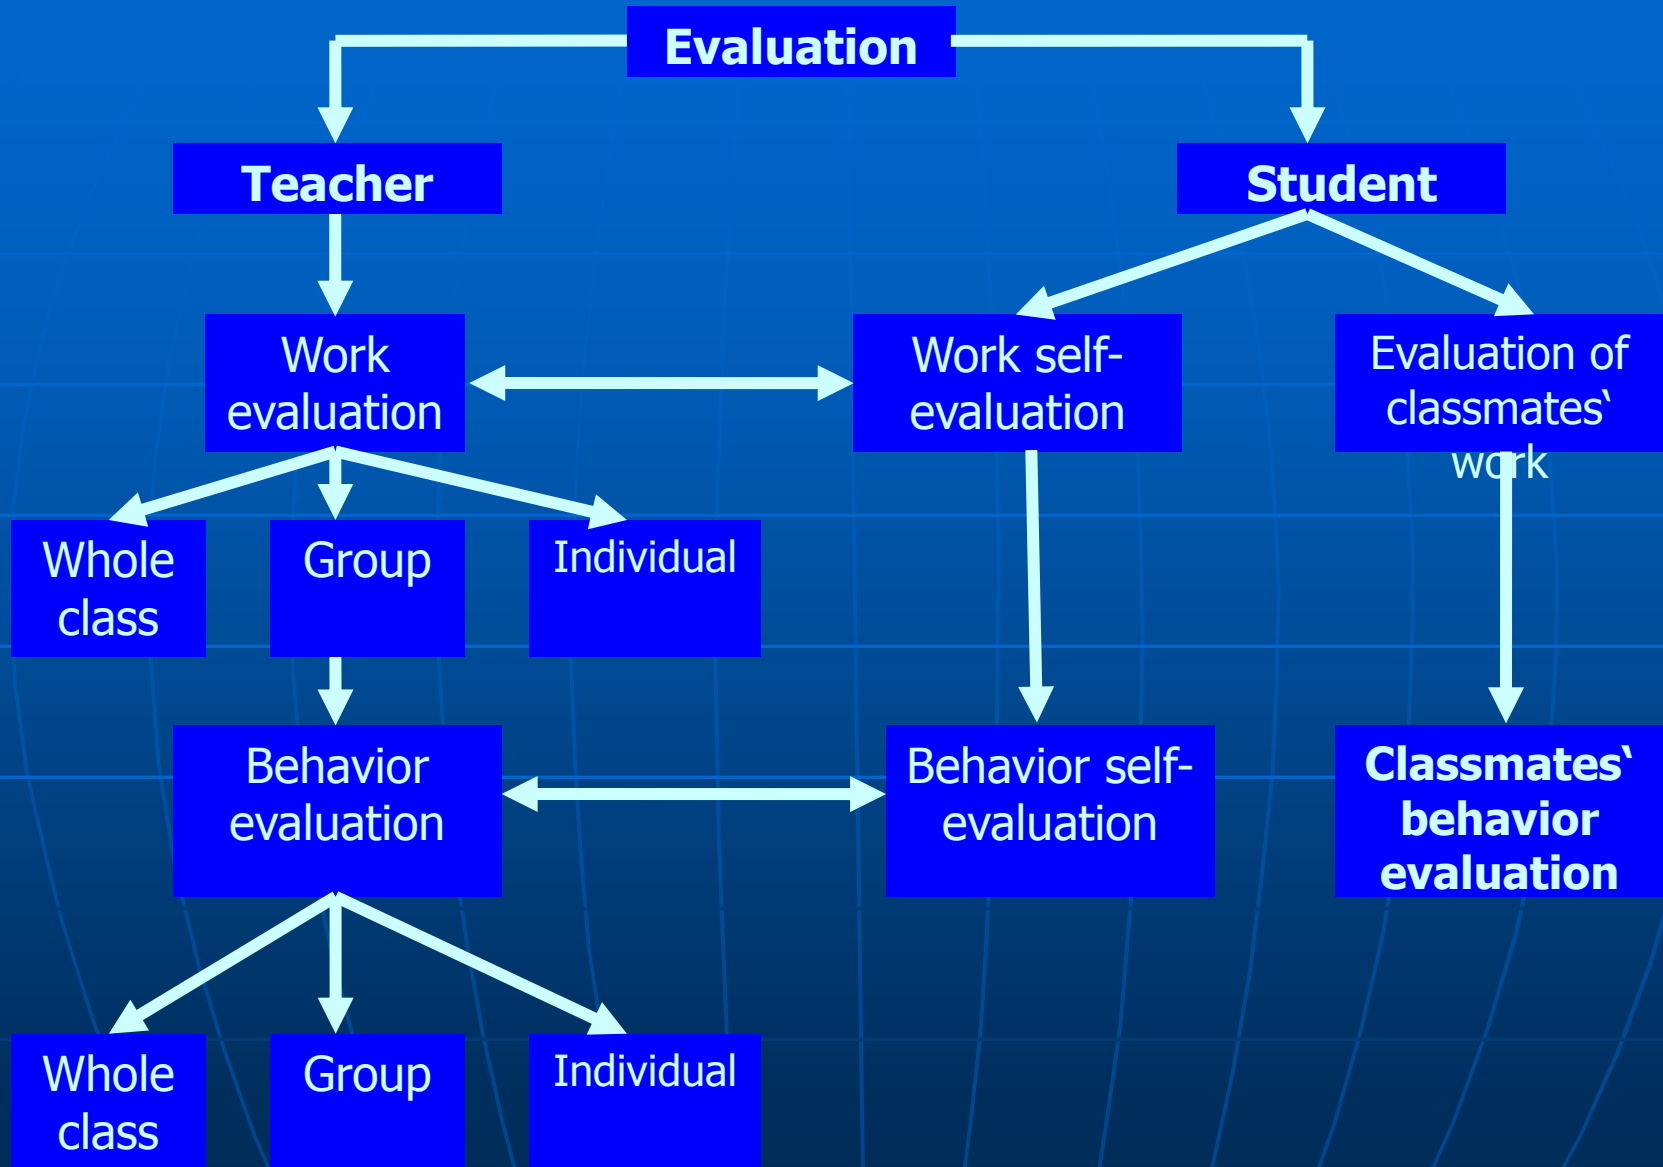 Evaluation
Teacher
Student
Work
evaluation
Work self-
evaluation
Evaluation of
classmates‘
work
Whole
class
Group
Individual
Behavior
evaluation
Behavior self-
evaluation
Classmates‘
behavior
evaluation
Whole
class
Group
Individual